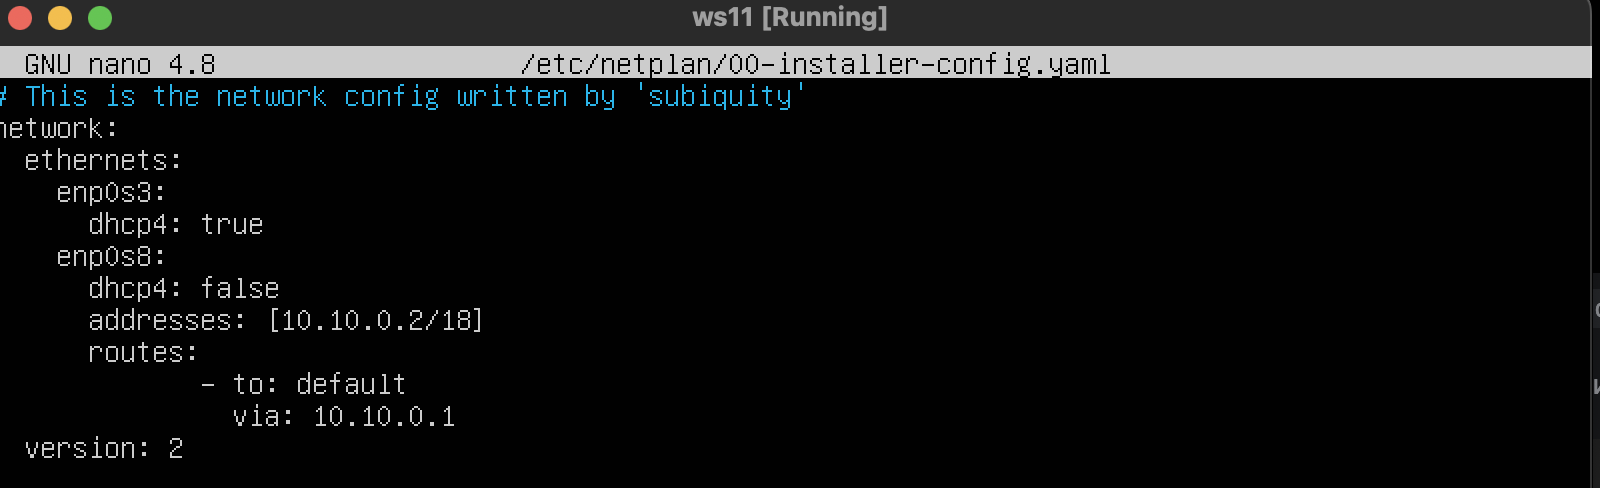 ws11 [Running]
GNU nano 4.8 /etc/netplan/00-installer-config.yaml
# This is the network config written by 'subiquity'
network:
  ethernets:
    enp0s3:
      dhcp4: true
    enp0s8:
      dhcp4: false
      addresses: [10.10.0.2/18]
      routes:
             - to: default
               via: 10.10.0.1
  version: 2